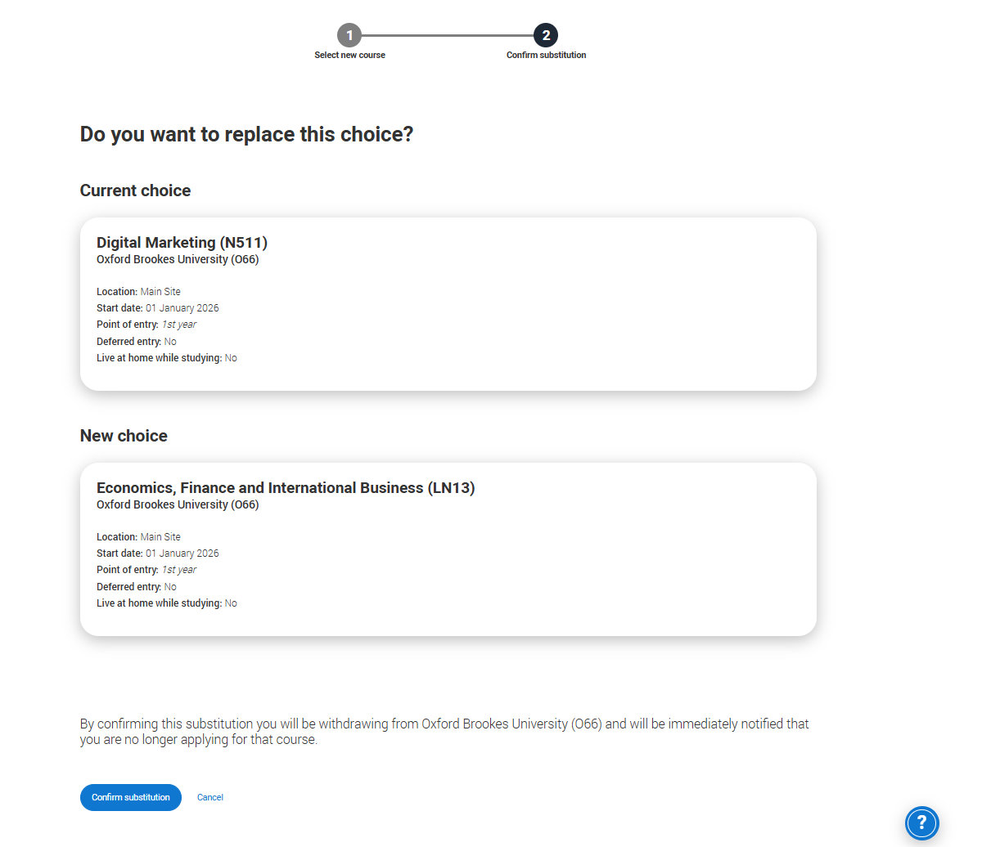 1
2
Select new course
Confirm substitution
Do you want to replace this choice?
Current choice
Digital Marketing (N511)
Oxford Brookes University (O66)
Location: Main Site
Start date: 01 January 2026
Point of entry: 1st year
Deferred entry: No
Live at home while studying: No
New choice
Economics, Finance and International Business (LN13)
Oxford Brookes University (O66)
Location: Main Site
Start date: 01 January 2026
Point of entry: 1st year
Deferred entry: No
Live at home while studying: No
By confirming this substitution you will be withdrawing from Oxford Brookes University (O66) and will be immediately notified that
you are no longer applying for that course.
Confirm substitution
Cancel
?